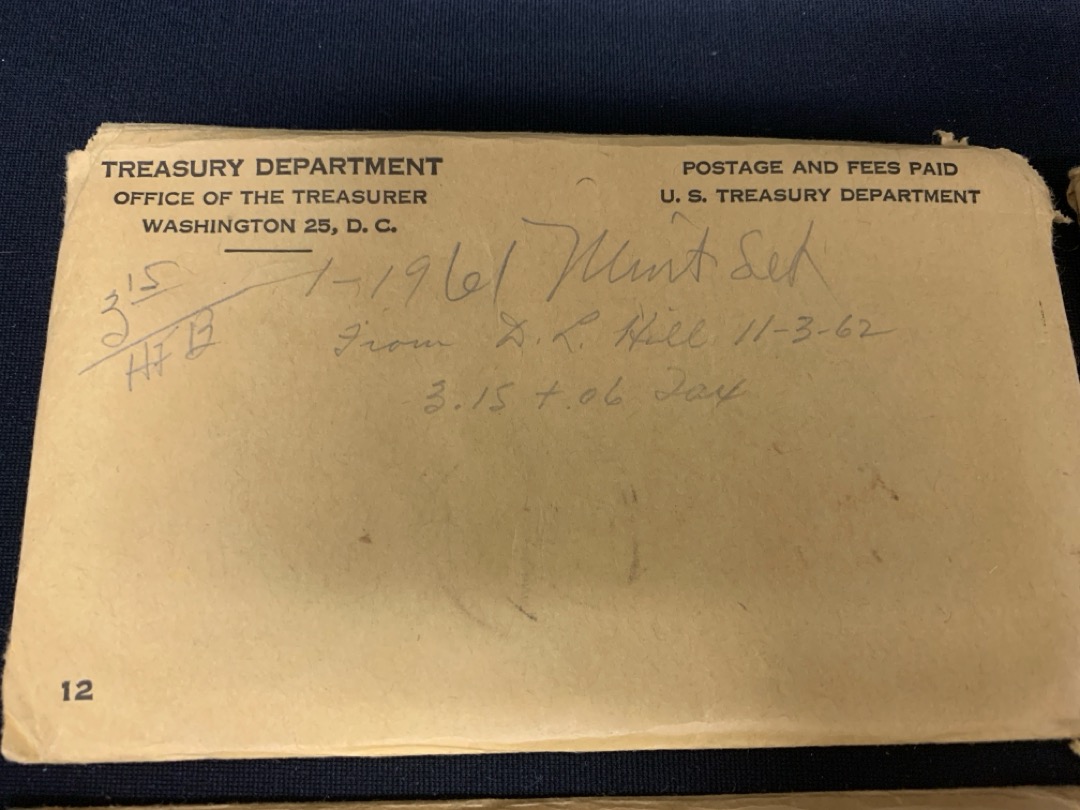 TREASURY DEPARTMENT
OFFICE OF THE TREASURER
WASHINGTON 25, D. C.
POSTAGE AND FEES PAID
U. S. TREASURY DEPARTMENT
1-1961 Mint Set
From D. L. Hill 11-3-62
3.15 + .06 Tax
3 15
12